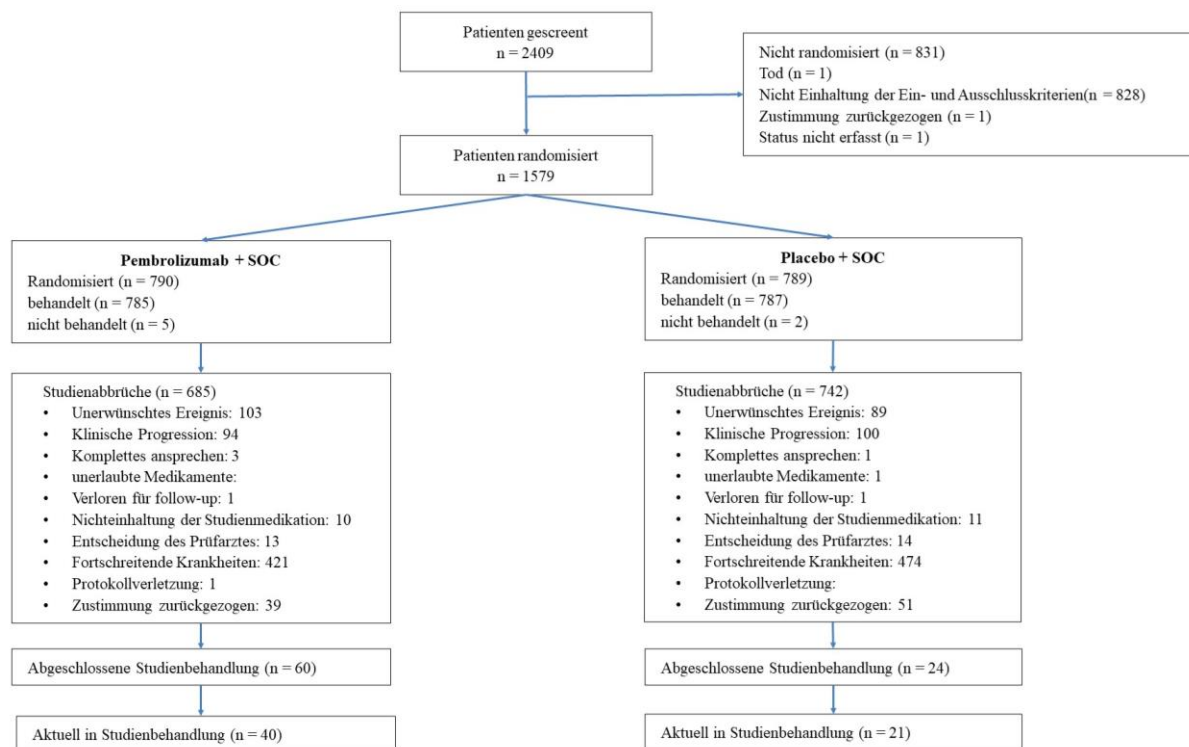 Patienten gescreent
n = 2409
Nicht randomisiert (n = 831)
Tod (n = 1)
Nicht Einhaltung der Ein- und Ausschlusskriterien(n = 828)
Zustimmung zurückgezogen (n = 1)
Status nicht erfasst (n = 1)
Patienten randomisiert
n = 1579
Pembrolizumab + SOC
Randomisiert (n = 790)
behandelt (n = 785)
nicht behandelt (n = 5)
Placebo + SOC
Randomisiert (n = 789)
behandelt (n = 787)
nicht behandelt (n = 2)
Studienabbrüche (n = 685)
• Unerwünschtes Ereignis: 103
• Klinische Progression: 94
• Komplettes ansprechen: 3
• unerlaubte Medikamente:
• Verloren für follow-up: 1
• Nichteinhaltung der Studienmedikation: 10
• Entscheidung des Prüfarztes: 13
• Fortschreitende Krankheiten: 421
• Protokollverletzung: 1
• Zustimmung zurückgezogen: 39
Studienabbrüche (n = 742)
• Unerwünschtes Ereignis: 89
• Klinische Progression: 100
• Komplettes ansprechen: 1
• unerlaubte Medikamente: 1
• Verloren für follow-up: 1
• Nichteinhaltung der Studienmedikation: 11
• Entscheidung des Prüfarztes: 14
• Fortschreitende Krankheiten: 474
• Protokollverletzung:
• Zustimmung zurückgezogen: 51
Abgeschlossene Studienbehandlung (n = 60)
Abgeschlossene Studienbehandlung (n = 24)
Aktuell in Studienbehandlung (n = 40)
Aktuell in Studienbehandlung (n = 21)